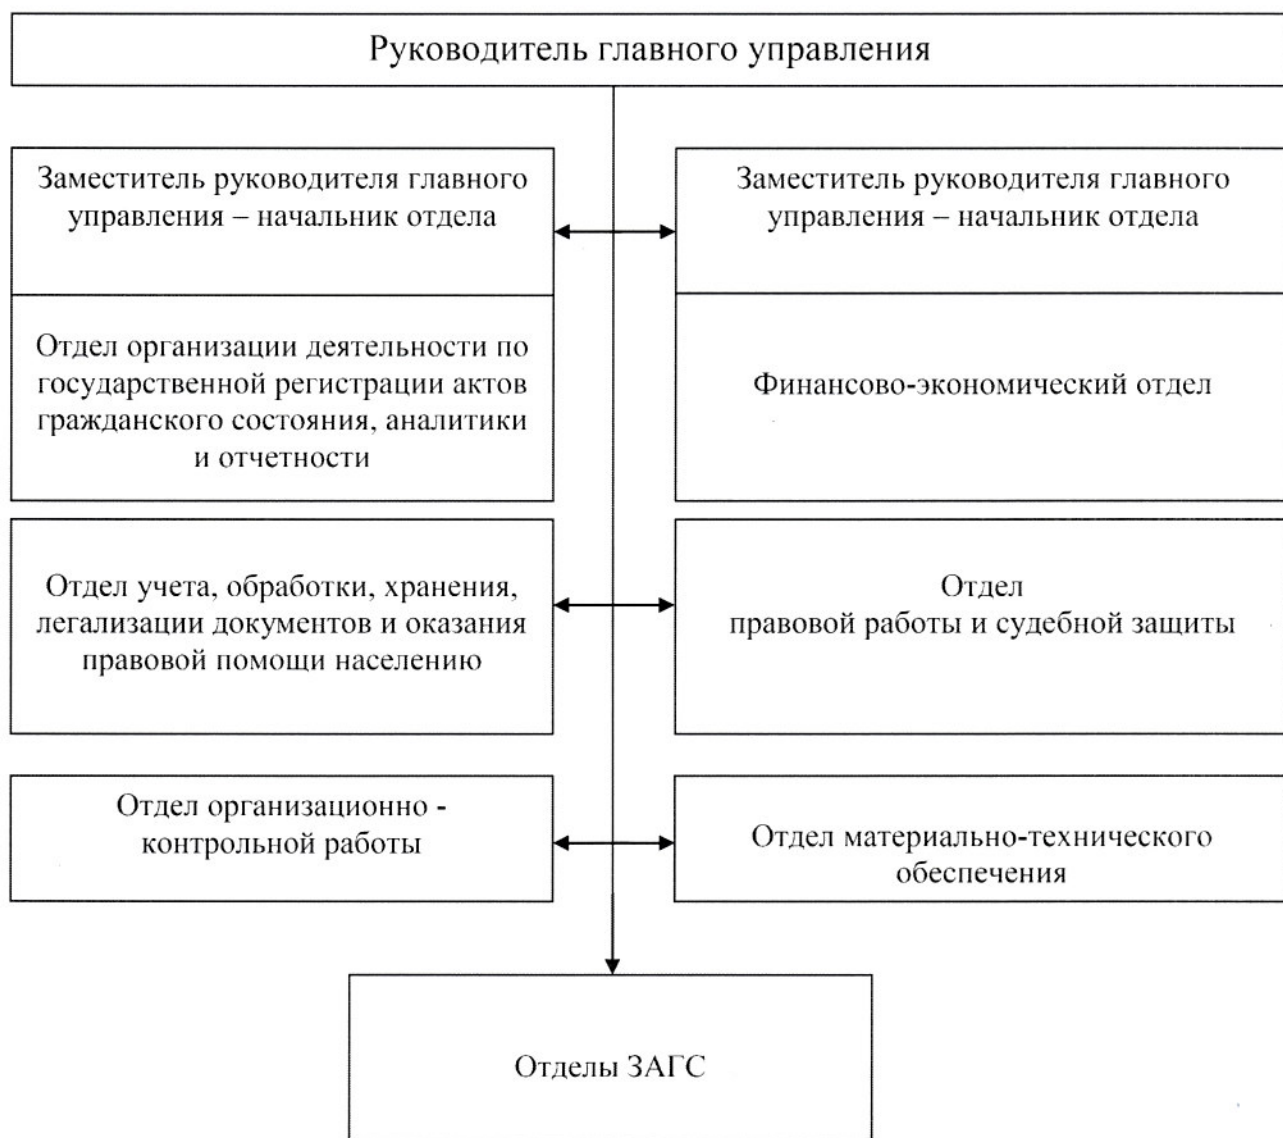 Руководитель главного управления
Заместитель руководителя главного
управления – начальник отдела
Заместитель руководителя главного
управления – начальник отдела
Отдел организации деятельности по
государственной регистрации актов
гражданского состояния, аналитики
и отчетности
Финансово-экономический отдел
Отдел учета, обработки, хранения,
легализации документов и оказания
правовой помощи населению
Отдел
правовой работы и судебной защиты
Отдел организационно -
контрольной работы
Отдел материально-технического
обеспечения
Отделы ЗАГС